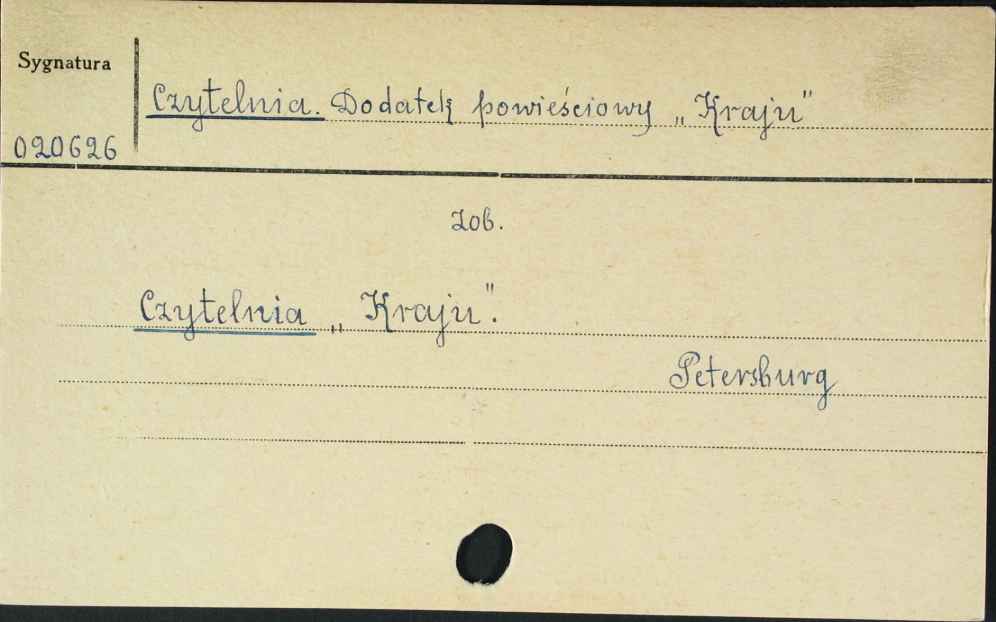 Sygnatura
Czytelnia. Dodatek powieściowy „Kraju"
020626
zob.
Czytelnia „Kraju".
Petersburg